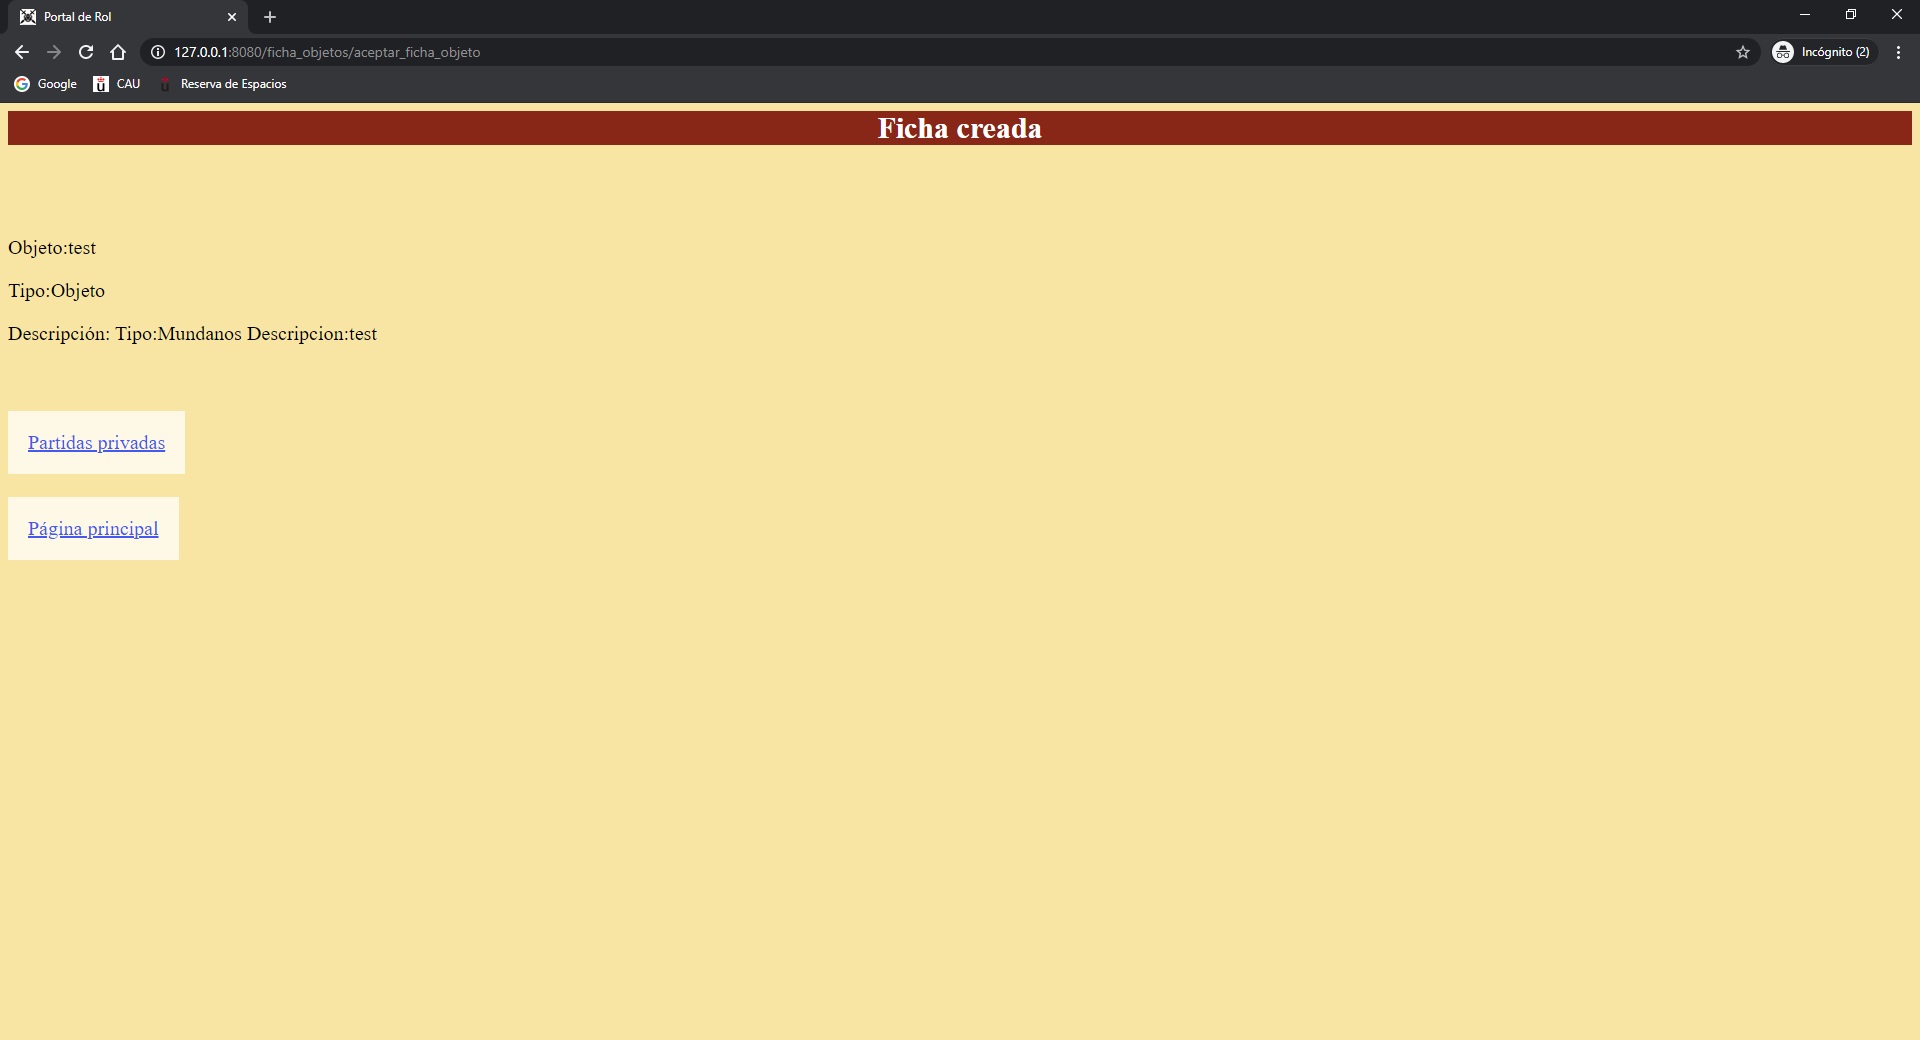 Portal de Rol
127.0.0.1:8080/ficha_objetos/aceptar_ficha_objeto
Incógnito (2)
Google CAU Reserva de Espacios
Ficha creada
Objeto:test
Tipo:Objeto
Descripción: Tipo:Mundanos Descripcion:test
Partidas privadas
Página principal